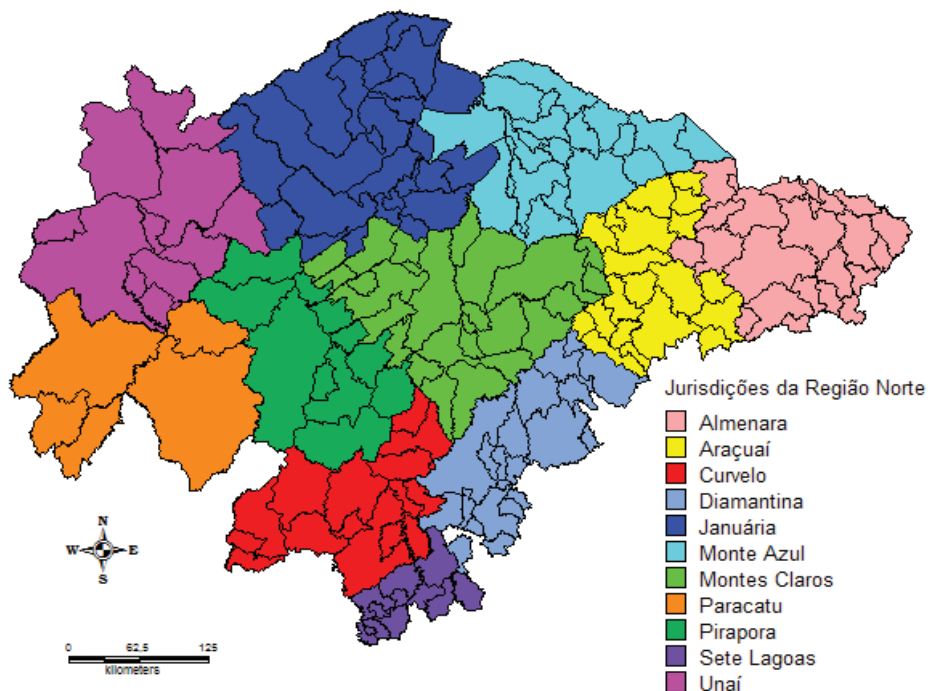 Jurisdições da Região Norte
Almenara
Araçuaí
Curvelo
Diamantina
Januária
Monte Azul
Montes Claros
Paracatu
Pirapora
Sete Lagoas
Unaí
N
W E
S
0 62,5 125
kilometers